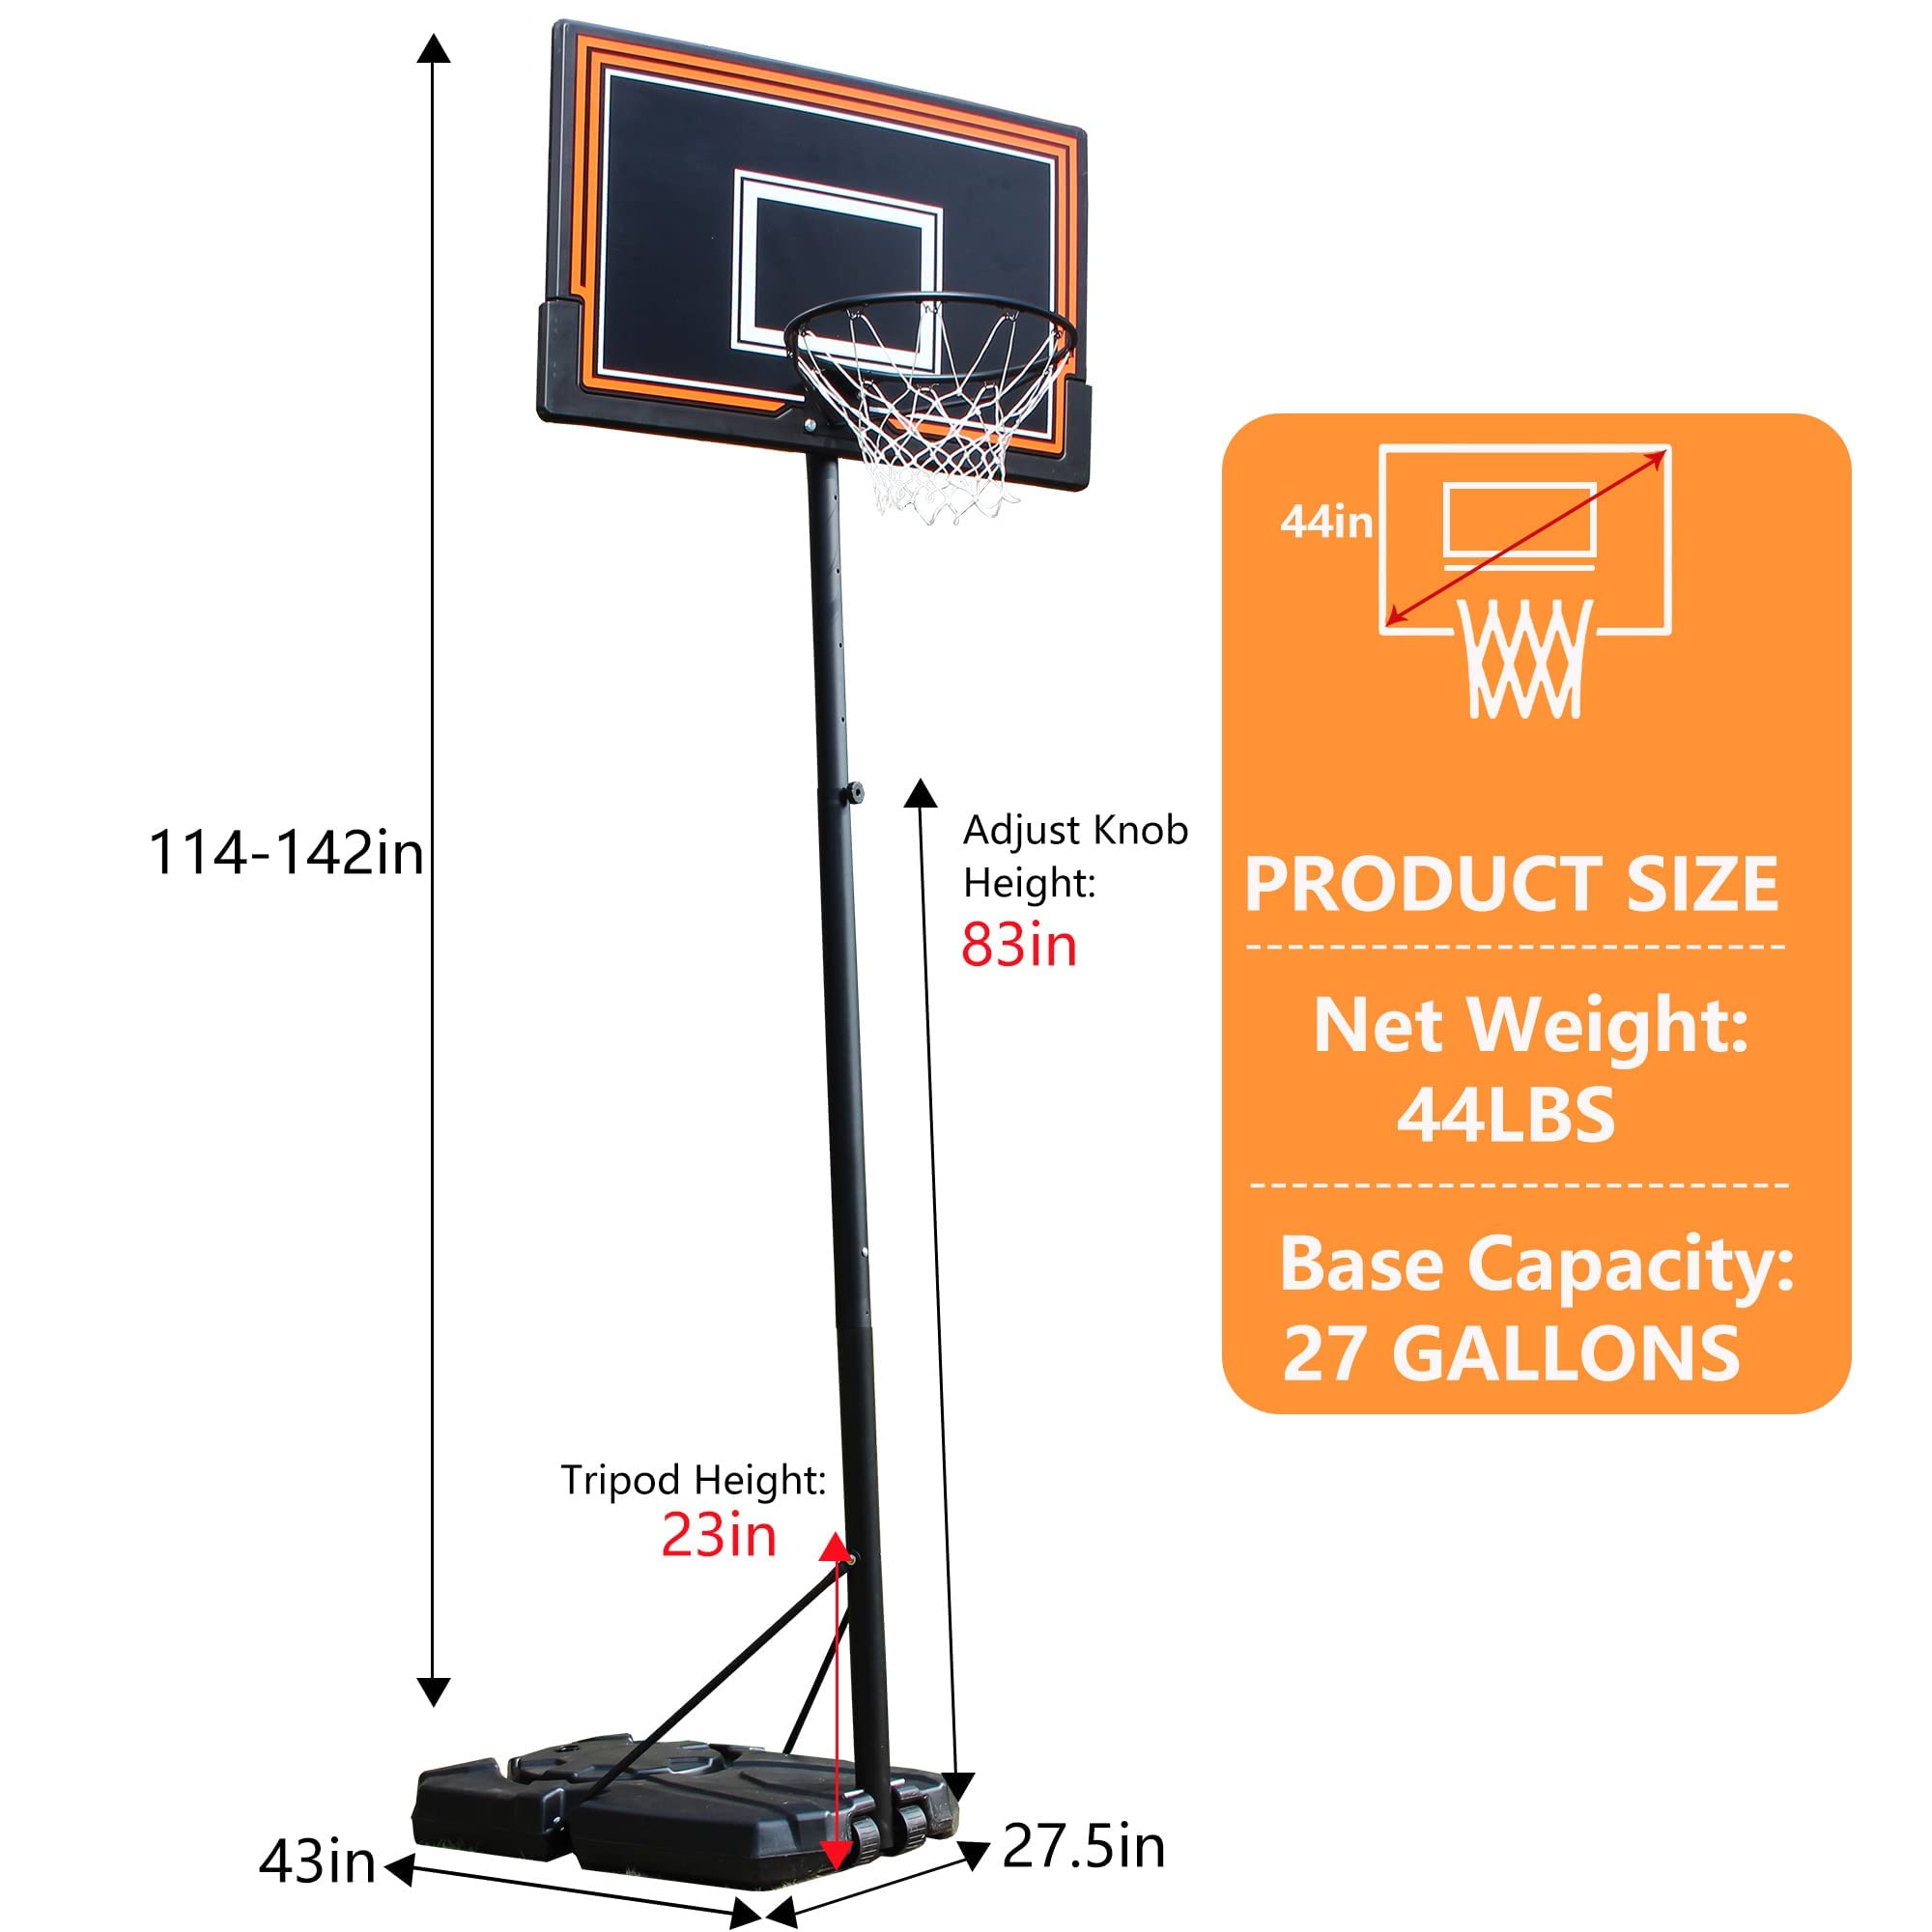 114-142in
Adjust Knob
Height:
83in
Tripod Height:
23in
43in
27.5in
44in
PRODUCT SIZE
Net Weight:
44LBS
Base Capacity:
27 GALLONS